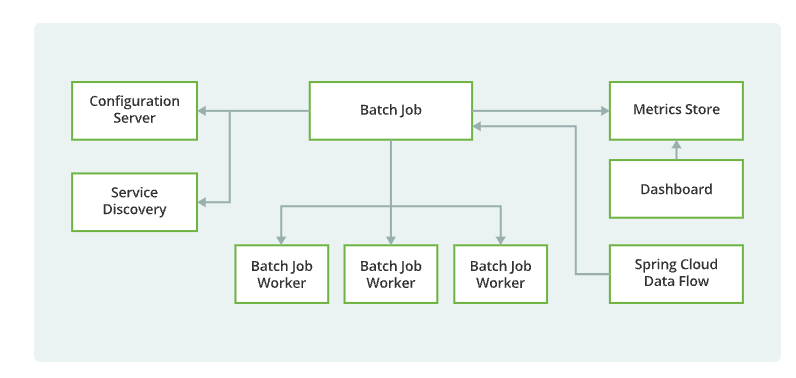 Configuration
Server
Batch Job
Metrics Store
Service
Discovery
Dashboard
Batch Job
Worker
Batch Job
Worker
Batch Job
Worker
Spring Cloud
Data Flow